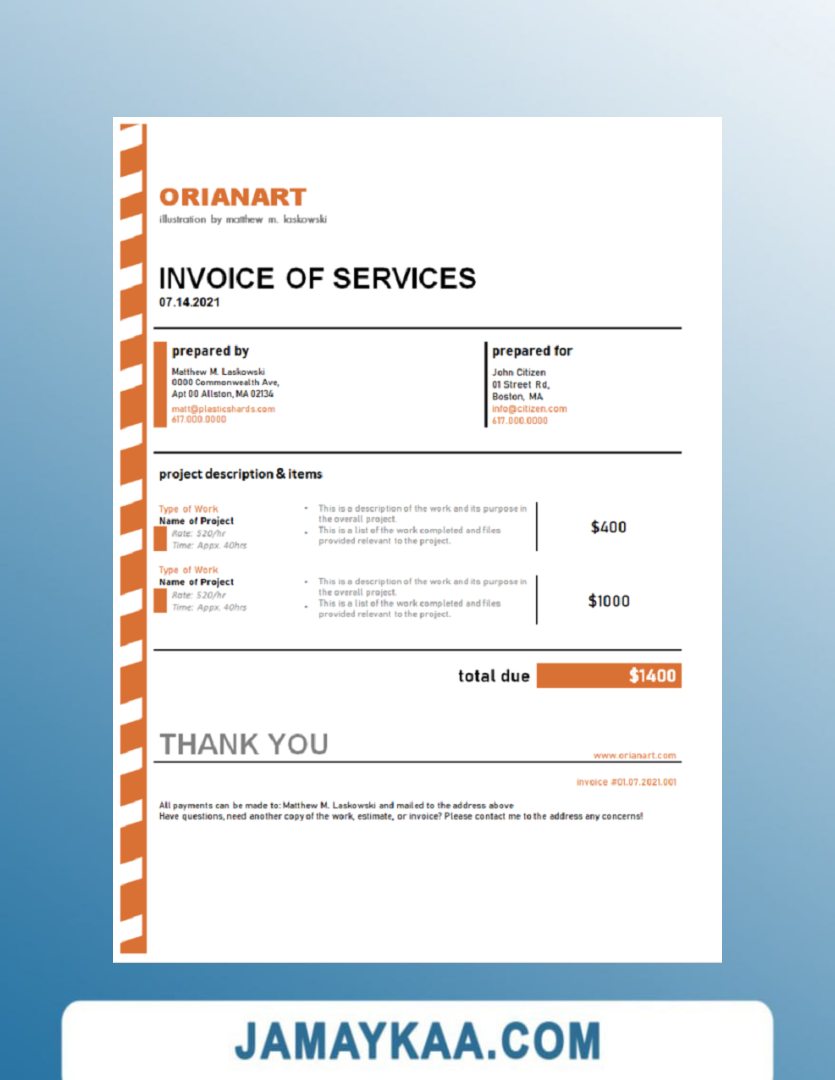 ORIANART
illustration by matthew m. laskowski
INVOICE OF SERVICES
07.14.2021
prepared by
Matthew M. Laskowski
0000 Commonwealth Ave,
Apt 00 Allston, MA 02134
matt@plasticshards.com
617.000.0000
prepared for
John Citizen
01 Street Rd,
Boston, MA
info@citizen.com
617.000.0000
project description & items
Type of Work
Name of Project
Rate: $20/hr
Time: Appx. 40hrs
• This is a description of the work and its purpose in
the overall project.
• This is a list of the work completed and files
provided relevant to the project.
$400
Type of Work
Name of Project
Rate: $20/hr
Time: Appx. 40hrs
• This is a description of the work and its purpose in
the overall project.
• This is a list of the work completed and files
provided relevant to the project.
$1000
total due $1400
THANK YOU
www.orianart.com
invoice #01.07.2021.001
All payments can be made to: Matthew M. Laskowski and mailed to the address above
Have questions, need another copy of the work, estimate, or invoice? Please contact me to the address any concerns!
JAMAYKAA.COM